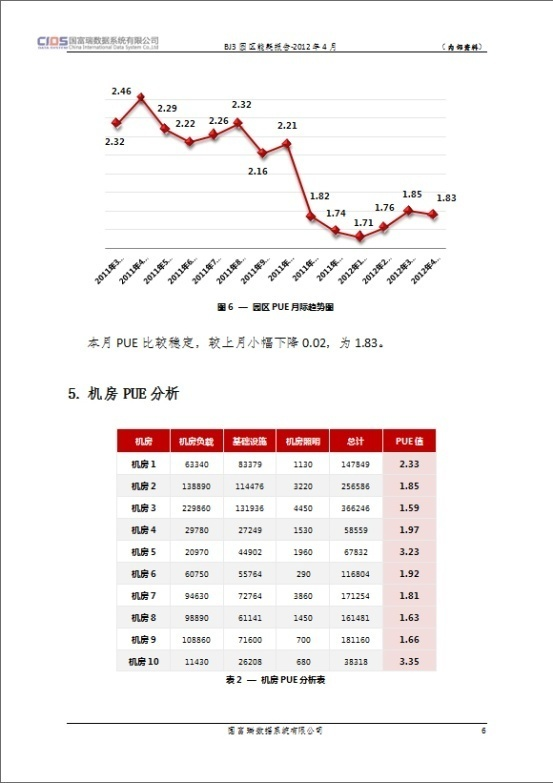 CIDS 国富瑞数据系统有限公司
China International Data System Co.,Ltd
BJ3 园区能耗报告-2012 年 4 月
（内部资料）
2.46
2.32
2.29
2.22
2.26
2.32
2.16
2.21
1.82
1.74
1.71
1.76
1.85
1.83
2011年3... 2011年4... 2011年5... 2011年6... 2011年7... 2011年8... 2011年9... 2011年... 2011年... 2011年... 2012年1... 2012年2... 2012年3... 2012年4...
图 6 — 园区 PUE 月际趋势图
本月 PUE 比较稳定，较上月小幅下降 0.02，为 1.83。
5. 机房 PUE 分析
机房 机房负载 基础设施 机房照明 总计 PUE 值
机房 1 63340 83379 1130 147849 2.33
机房 2 138890 114476 3220 256586 1.85
机房 3 229860 131936 4450 366246 1.59
机房 4 29780 27249 1530 58559 1.97
机房 5 20970 44902 1960 67832 3.23
机房 6 60750 55764 290 116804 1.92
机房 7 94630 72764 3860 171254 1.81
机房 8 98890 61141 1450 161481 1.63
机房 9 108860 71600 700 181160 1.66
机房 10 11430 26208 680 38318 3.35
表 2 — 机房 PUE 分析表
国富瑞数据系统有限公司
6